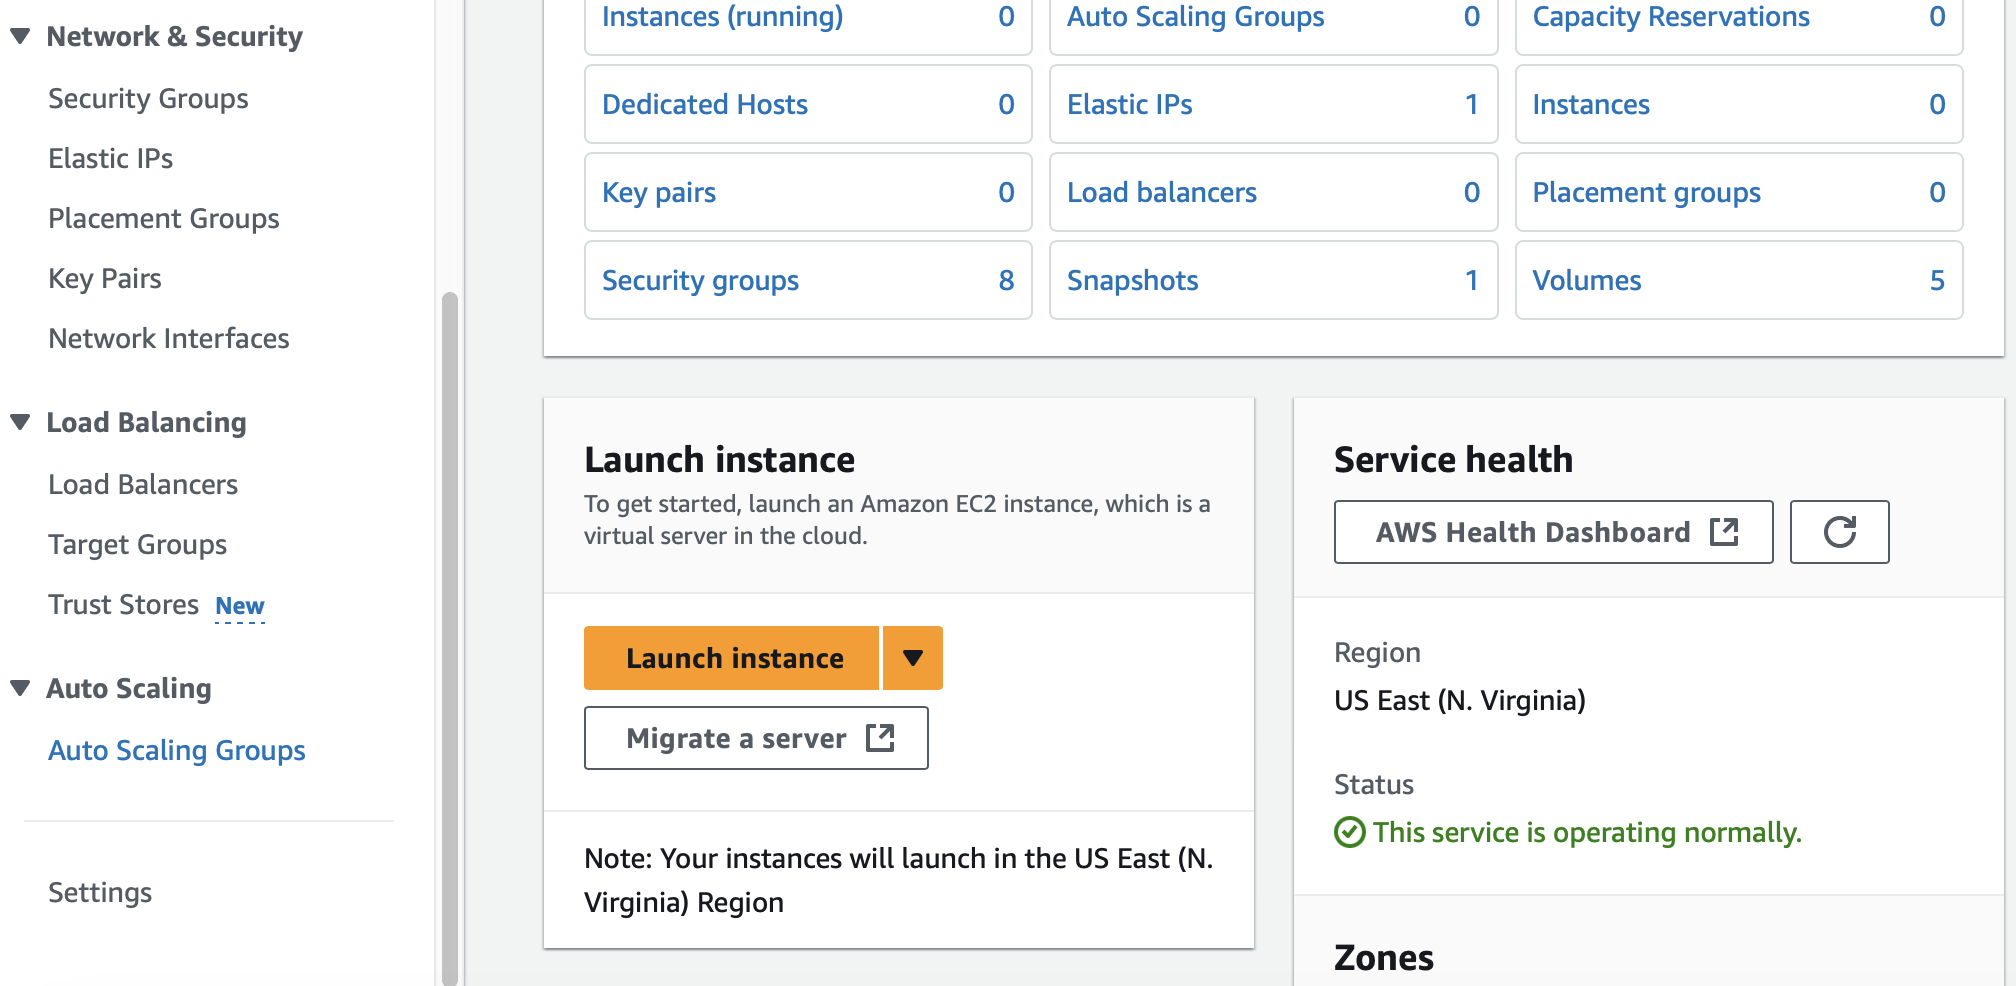 Network & Security
Security Groups
Elastic IPs
Placement Groups
Key Pairs
Network Interfaces
Load Balancing
Load Balancers
Target Groups
Trust Stores New
Auto Scaling
Auto Scaling Groups
Settings
Instances (running) 0
Auto Scaling Groups 0
Capacity Reservations 0
Dedicated Hosts 0
Elastic IPs 1
Instances 0
Key pairs 0
Load balancers 0
Placement groups 0
Security groups 8
Snapshots 1
Volumes 5
Launch instance
To get started, launch an Amazon EC2 instance, which is a
virtual server in the cloud.
Launch instance
Migrate a server
Note: Your instances will launch in the US East (N.
Virginia) Region
Service health
AWS Health Dashboard
Region
US East (N. Virginia)
Status
This service is operating normally.
Zones